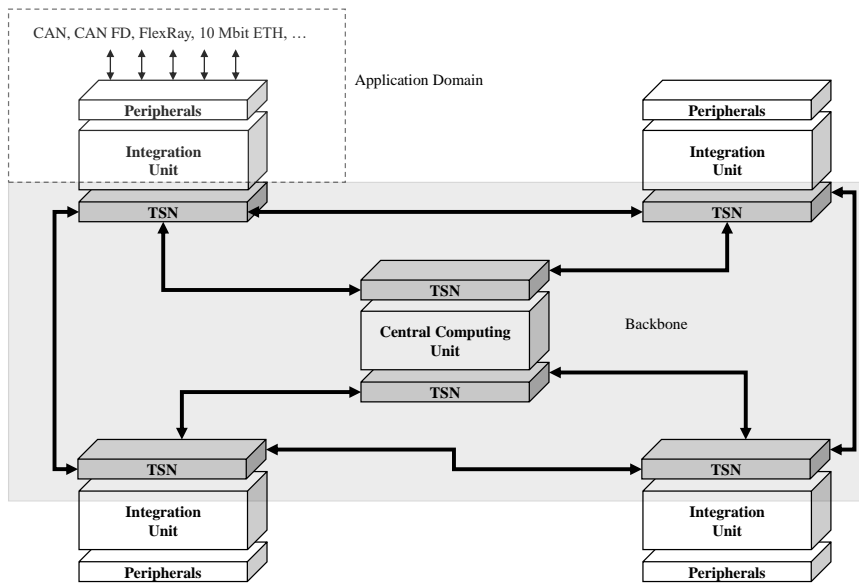 CAN, CAN FD, FlexRay, 10 Mbit ETH, …
Application Domain
Peripherals
Integration
Unit
TSN
Peripherals
Integration
Unit
TSN
TSN
Central Computing
Unit
TSN
Backbone
TSN
Integration
Unit
Peripherals
TSN
Integration
Unit
Peripherals